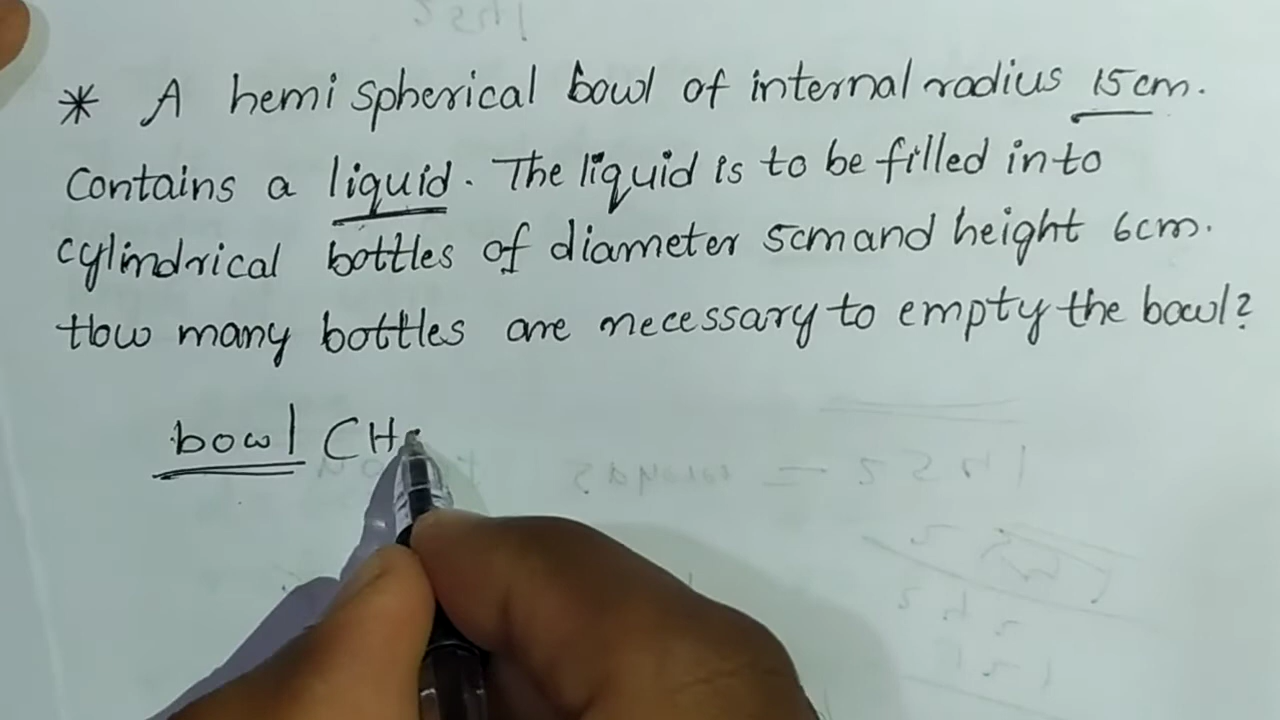 * A hemi spherical bowl of internal radius 15cm.
Contains a liquid. The liquid is to be filled into
cylindrical bottles of diameter 5cm and height 6cm.
How many bottles are necessary to empty the bowl?
bowl (He